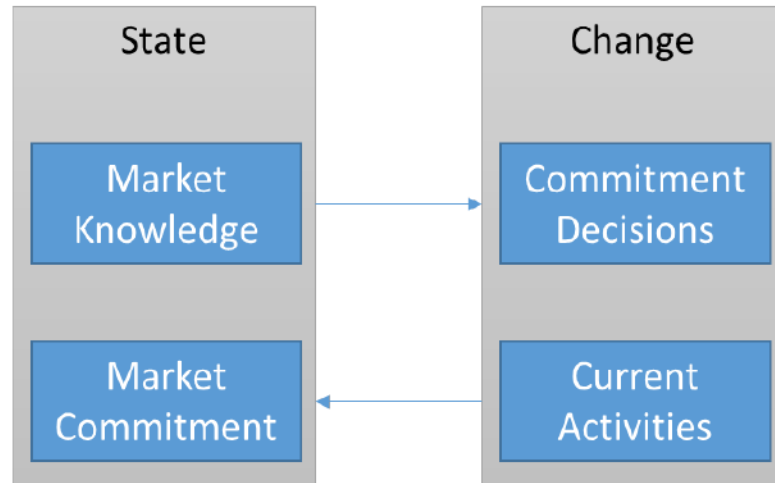 State
Market
Knowledge
Market
Commitment
Change
Commitment
Decisions
Current
Activities